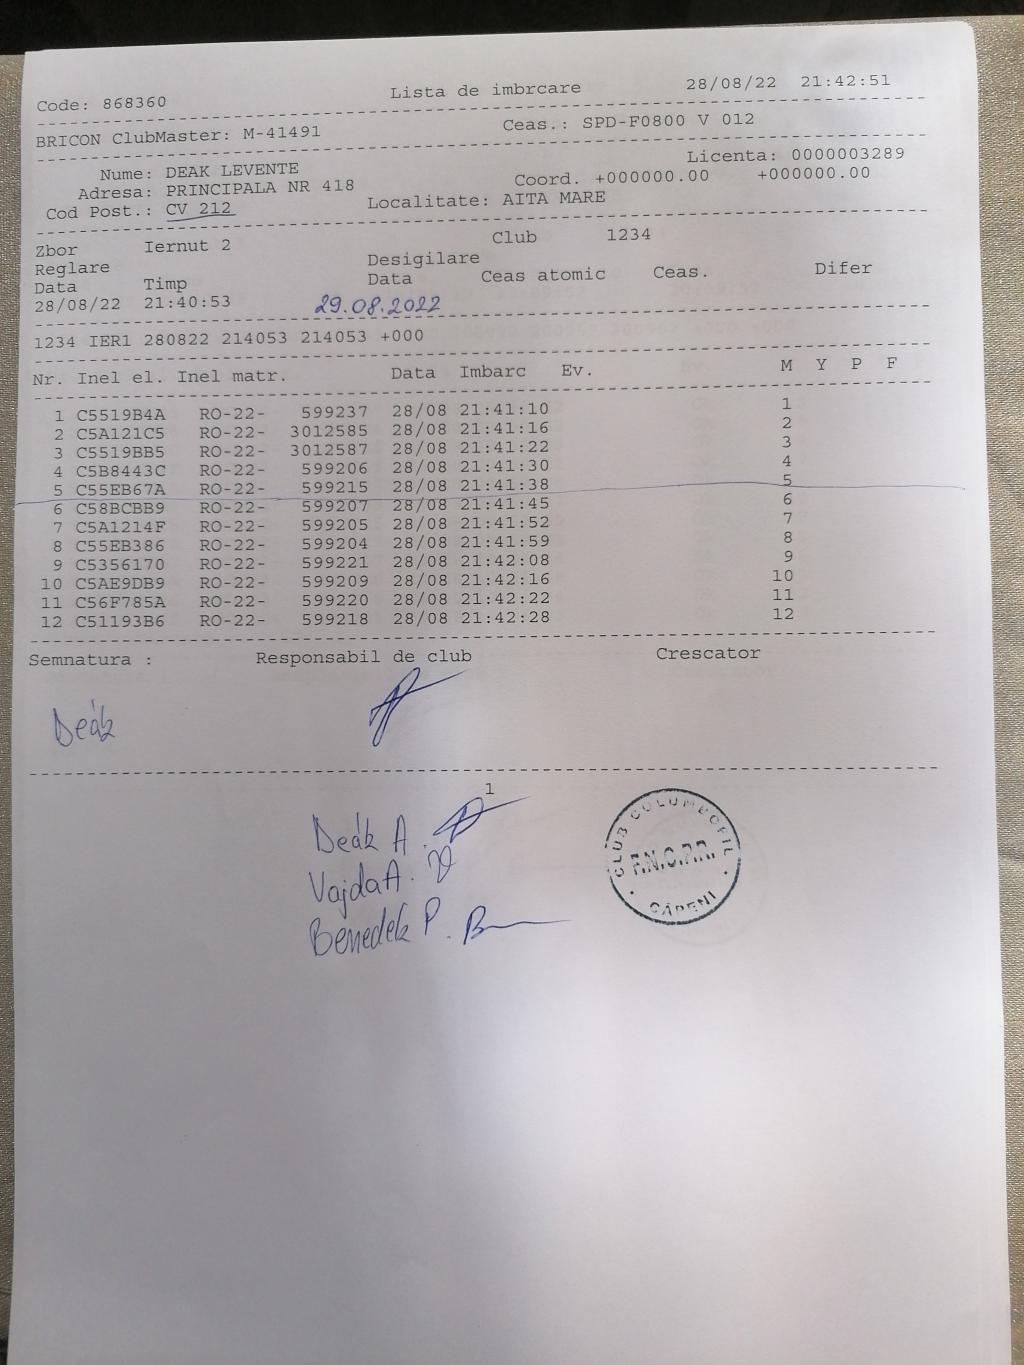 Code: 868360 Lista de imbrcare 28/08/22 21:42:51
BRICON ClubMaster: M-41491 Ceas.: SPD-F0800 V 012
Nume: DEAK LEVENTE Licenta: 0000003289
Adresa: PRINCIPALA NR 418 Coord. +000000.00 +000000.00
Cod Post.: CV 212 Localitate: AITA MARE
Zbor Iernut 2 Club 1234
Reglare Desigilare
Data Timp Data Ceas atomic Ceas. Difer
28/08/22 21:40:53 29.08.2022
1234 IER1 280822 214053 214053 +000
Nr. Inel el. Inel matr. Data Imbarc Ev. M Y P F
1 C5519B4A RO-22- 599237 28/08 21:41:10 1
2 C5A121C5 RO-22- 3012585 28/08 21:41:16 2
3 C5519BB5 RO-22- 3012587 28/08 21:41:22 3
4 C5B8443C RO-22- 599206 28/08 21:41:30 4
5 C55EB67A RO-22- 599215 28/08 21:41:38 5
6 C58BCBB9 RO-22- 599207 28/08 21:41:45 6
7 C5A1214F RO-22- 599205 28/08 21:41:52 7
8 C55EB386 RO-22- 599204 28/08 21:41:59 8
9 C5356170 RO-22- 599221 28/08 21:42:08 9
10 C5AE9DB9 RO-22- 599209 28/08 21:42:16 10
11 C56F785A RO-22- 599220 28/08 21:42:22 11
12 C51193B6 RO-22- 599218 28/08 21:42:28 12
Semnatura : Responsabil de club Crescator
Deák
1
Deák A.
Vajda A.
Benedek P.
CLUB COLUMBOFIL
F.N.C.P.R.
CĂPENI